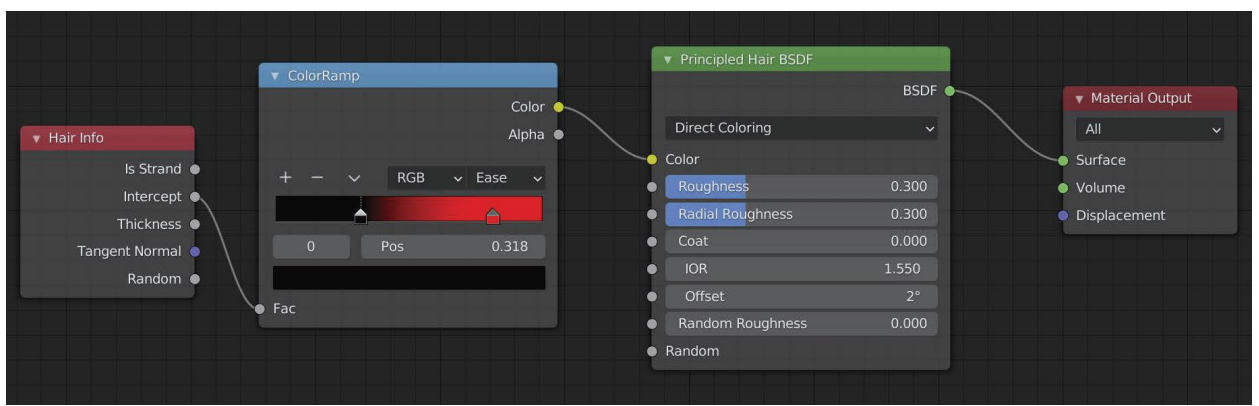 Hair Info
Is Strand
Intercept
Thickness
Tangent Normal
Random
ColorRamp
Color
Alpha
RGB Ease
0 Pos 0.318
Fac
Principled Hair BSDF
BSDF
Direct Coloring
Color
Roughness 0.300
Radial Roughness 0.300
Coat 0.000
IOR 1.550
Offset 2°
Random Roughness 0.000
Random
Material Output
All
Surface
Volume
Displacement